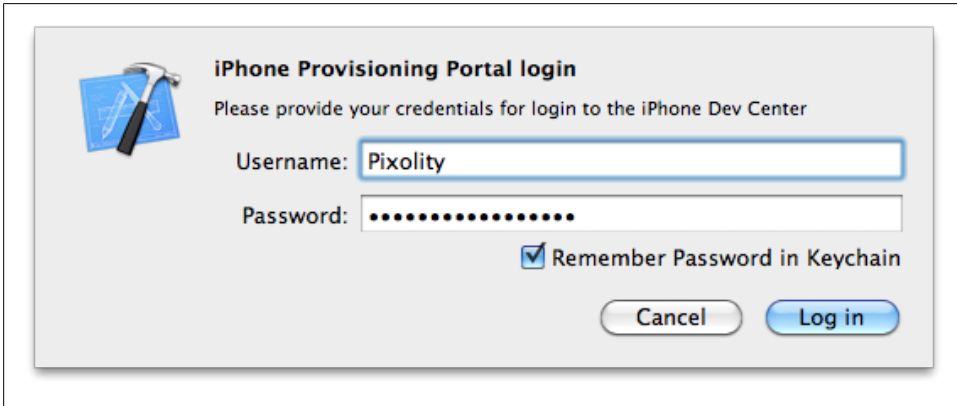 iPhone Provisioning Portal login
Please provide your credentials for login to the iPhone Dev Center
Username: Pixolity
Password: •••••••••••••••••
Remember Password in Keychain
Cancel Log in